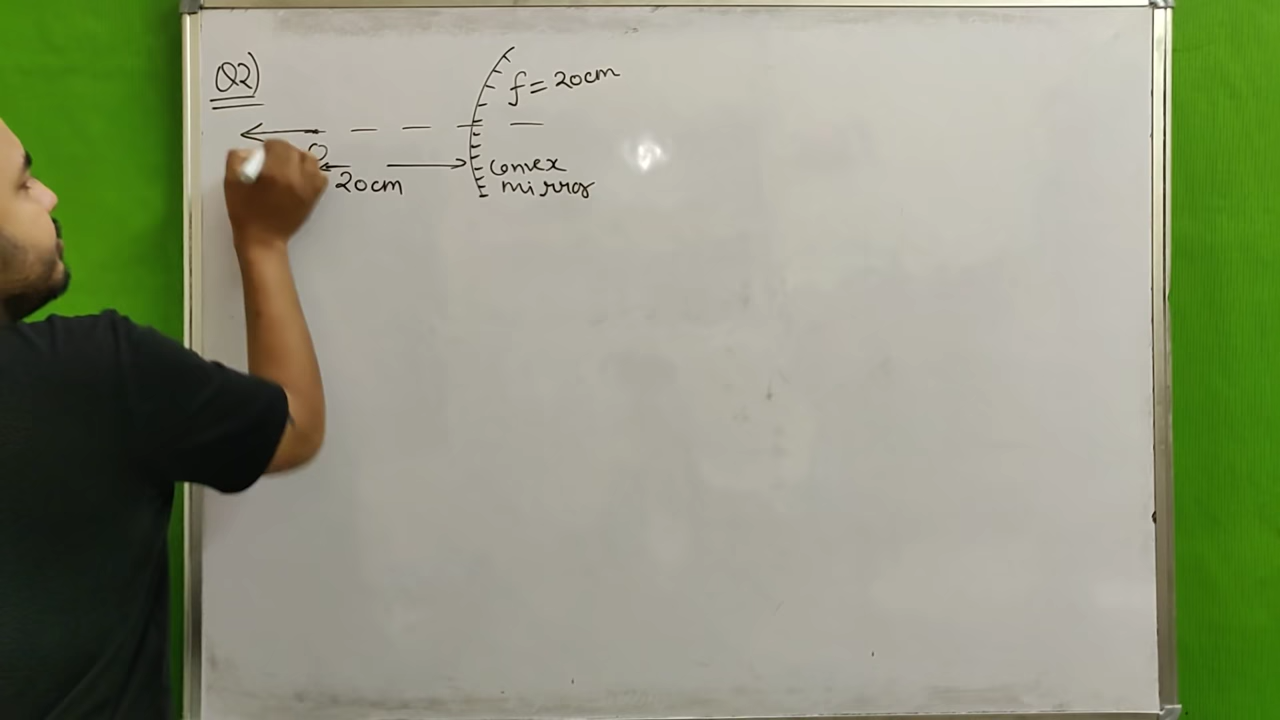 Q2)
f = 20cm
O
20cm
convex
mirror